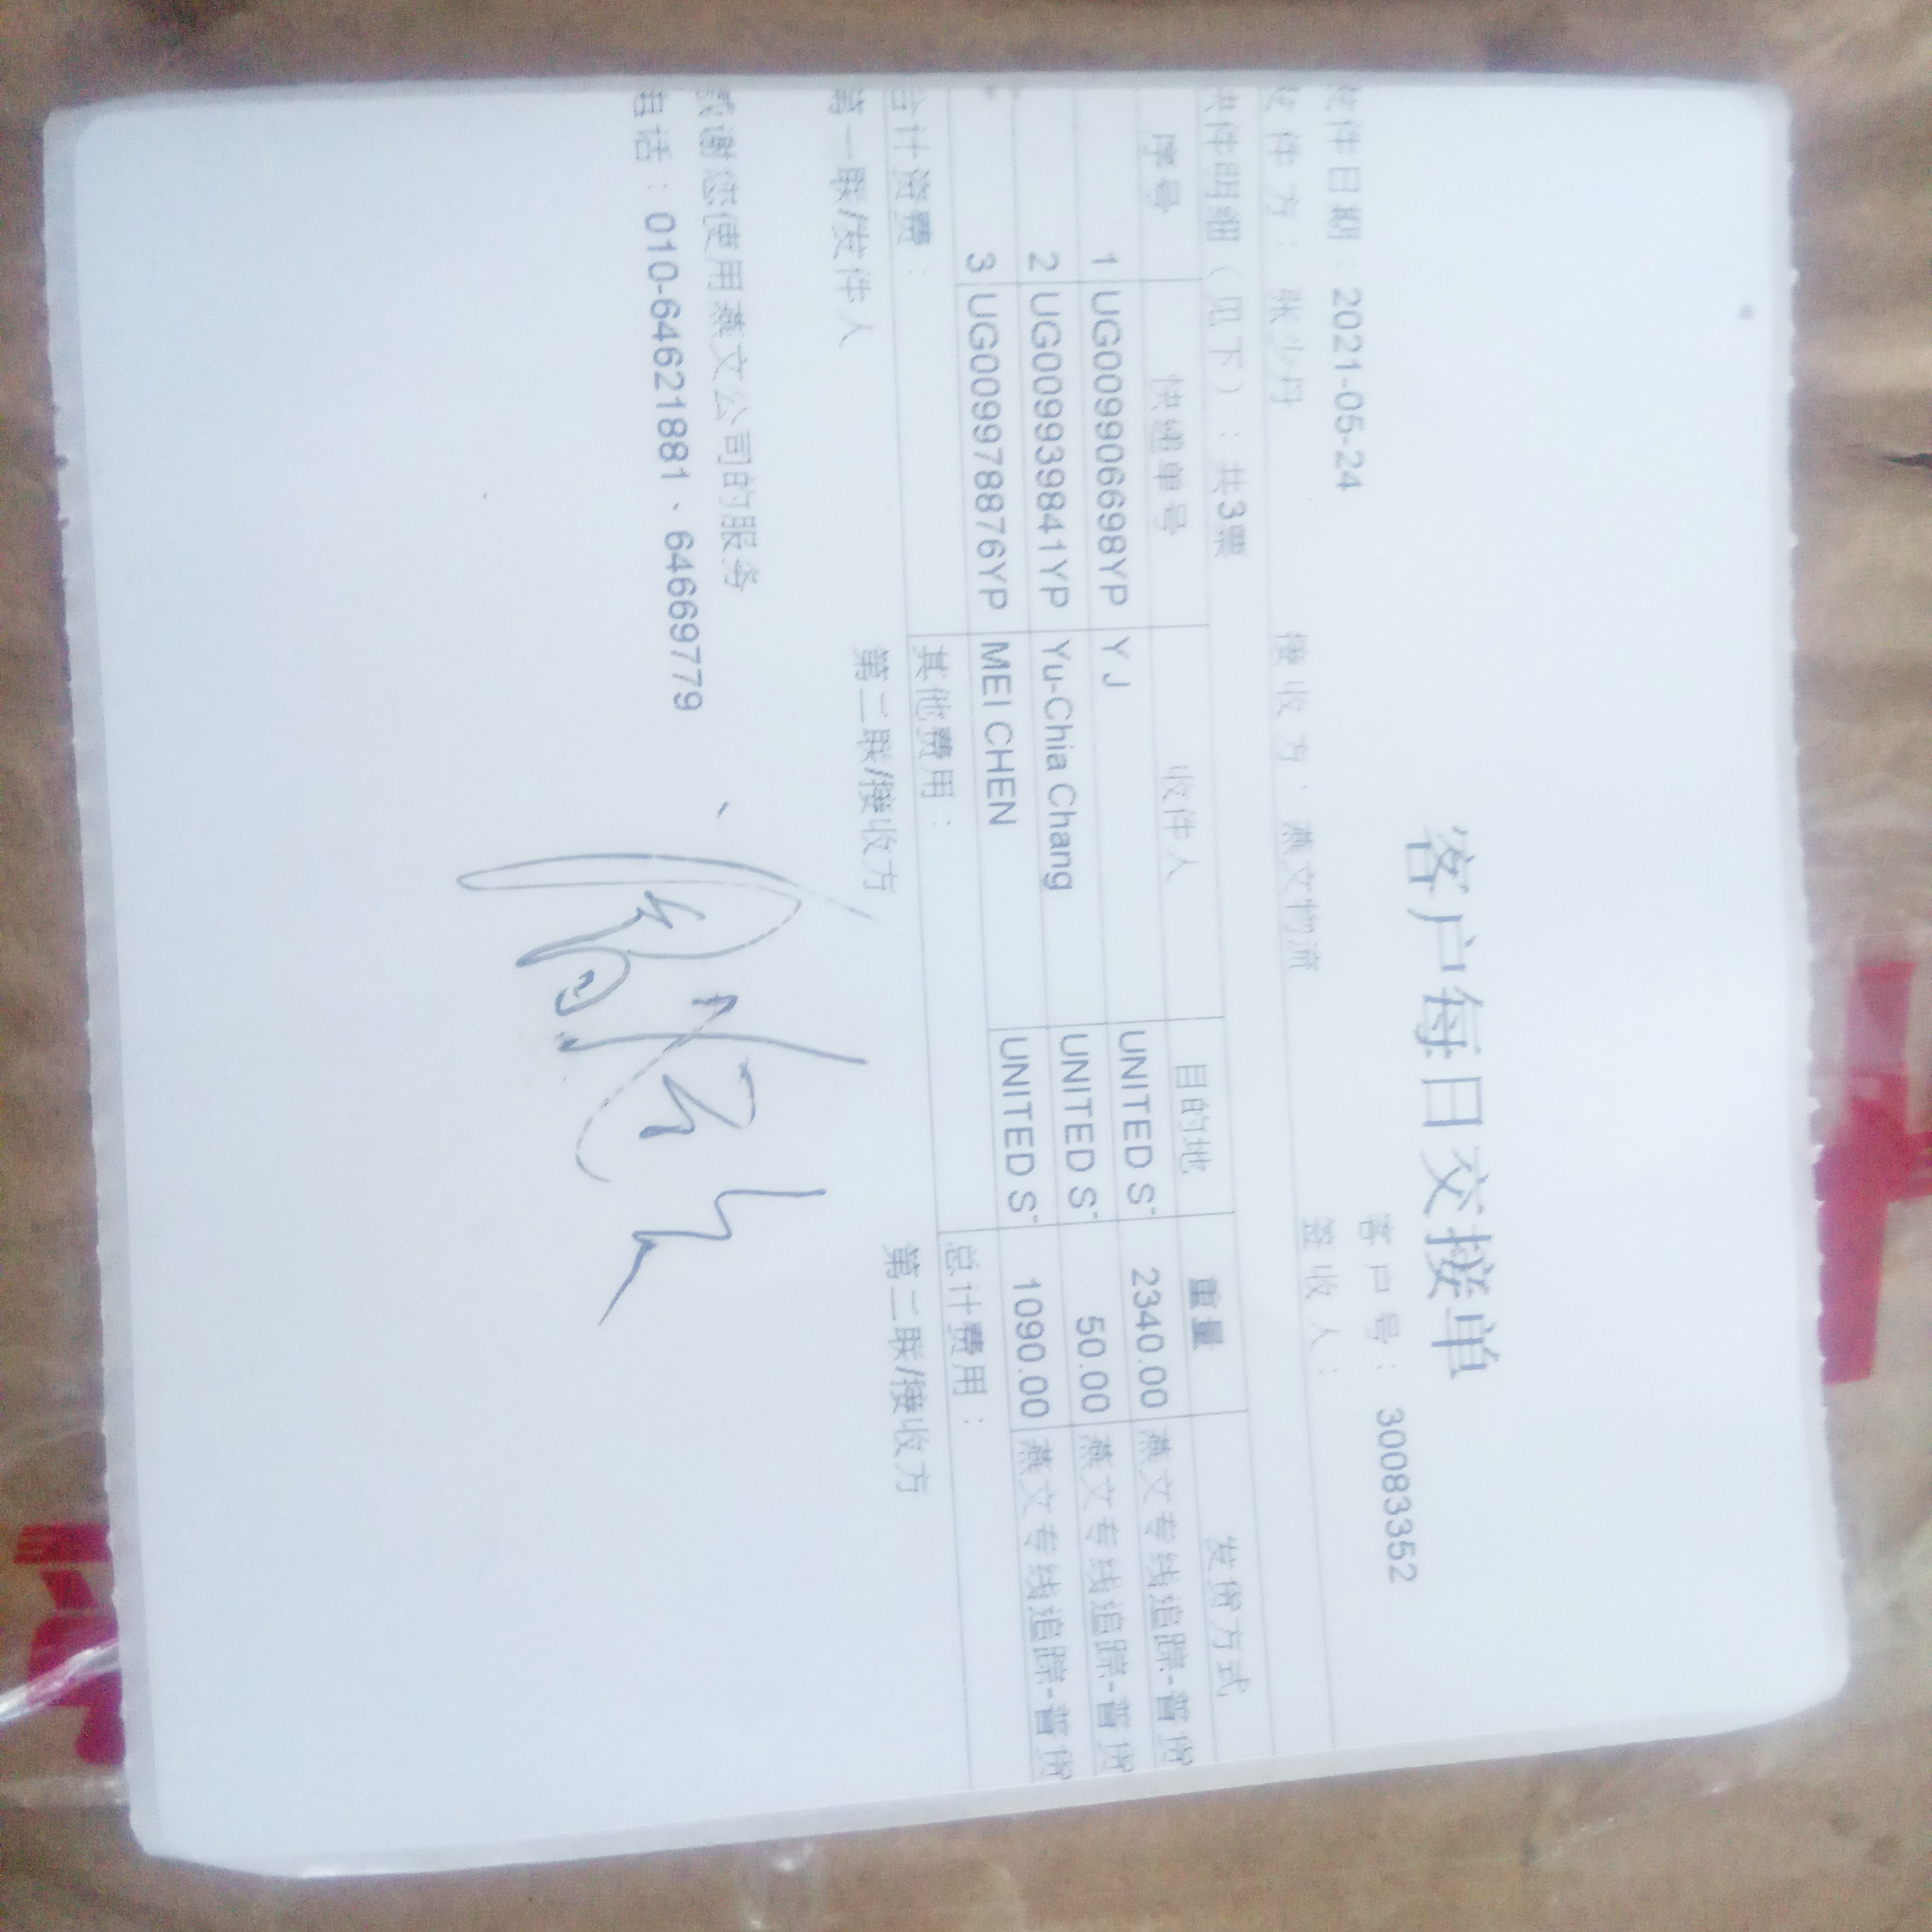 客户每日交接单
客户号： 30083352
发件日期：2021-05-24
发件方： 张少丹 接收方：燕文物流 签收人：
快件明细（见下）：共3票
序号 快递单号 收件人 目的地 重量 发货方式
1 UG009906698YP Y J UNITED S 2340.00 燕文专线追踪-普货
2 UG009939841YP Yu-Chia Chang UNITED S 50.00 燕文专线追踪-普货
3 UG009978876YP MEI CHEN UNITED S 1090.00 燕文专线追踪-普货
合计资费： 其他费用： 总计费用：
第一联/发件人 第二联/接收方 第二联/接收方
感谢您使用燕文公司的服务
电话：010-64621881、64669779